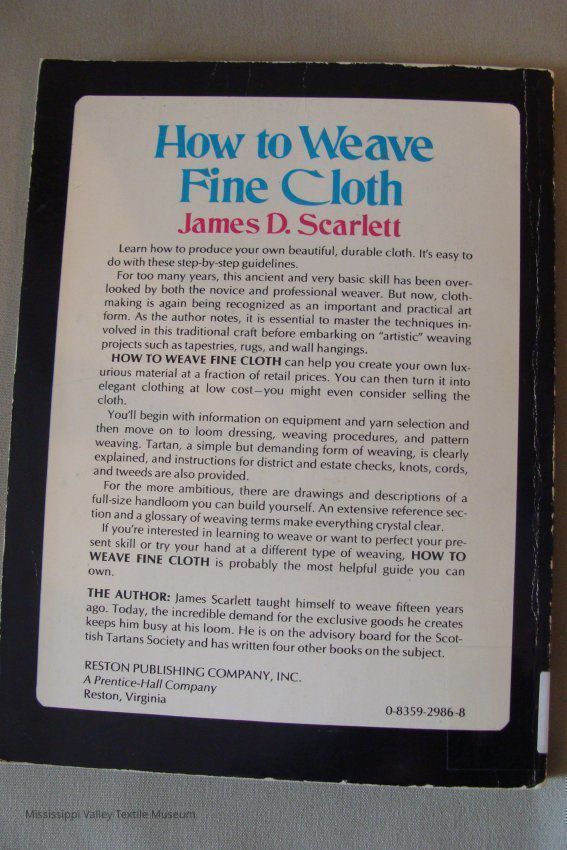 How to Weave
Fine Cloth
James D. Scarlett
Learn how to produce your own beautiful, durable cloth. It's easy to
do with these step-by-step guidelines.
For too many years, this ancient and very basic skill has been over-
looked by both the novice and professional weaver. But now, cloth-
making is again being recognized as an important and practical art
form. As the author notes, it is essential to master the techniques in-
volved in this traditional craft before embarking on "artistic" weaving
projects such as tapestries, rugs, and wall hangings.
HOW TO WEAVE FINE CLOTH can help you create your own lux-
urious material at a fraction of retail prices. You can then turn it into
elegant clothing at low cost—you might even consider selling the
cloth.
You'll begin with information on equipment and yarn selection and
then move on to loom dressing, weaving procedures, and pattern
weaving. Tartan, a simple but demanding form of weaving, is clearly
explained, and instructions for district and estate checks, knots, cords,
and tweeds are also provided.
For the more ambitious, there are drawings and descriptions of a
full-size handloom you can build yourself. An extensive reference sec-
tion and a glossary of weaving terms make everything crystal clear.
If you're interested in learning to weave or want to perfect your pre-
sent skill or try your hand at a different type of weaving, HOW TO
WEAVE FINE CLOTH is probably the most helpful guide you can
own.
THE AUTHOR: James Scarlett taught himself to weave fifteen years
ago. Today, the incredible demand for the exclusive goods he creates
keeps him busy at his loom. He is on the advisory board for the Scot-
tish Tartans Society and has written four other books on the subject.
RESTON PUBLISHING COMPANY, INC.
A Prentice-Hall Company
Reston, Virginia
0-8359-2986-8
Mississippi Valley Textile Museum